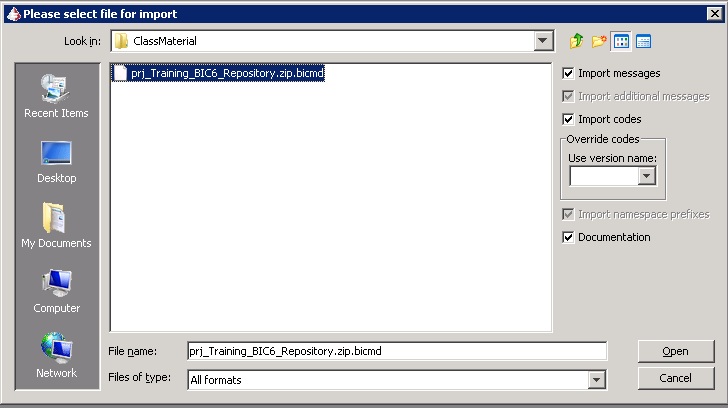 Please select file for import
Look in: ClassMaterial
prj_Training_BIC6_Repository.zip.bicmd
Recent Items
Desktop
My Documents
Computer
Network
Import messages
Import additional messages
Import codes
Override codes
Use version name:
Import namespace prefixes
Documentation
File name: prj_Training_BIC6_Repository.zip.bicmd
Open
Files of type: All formats
Cancel